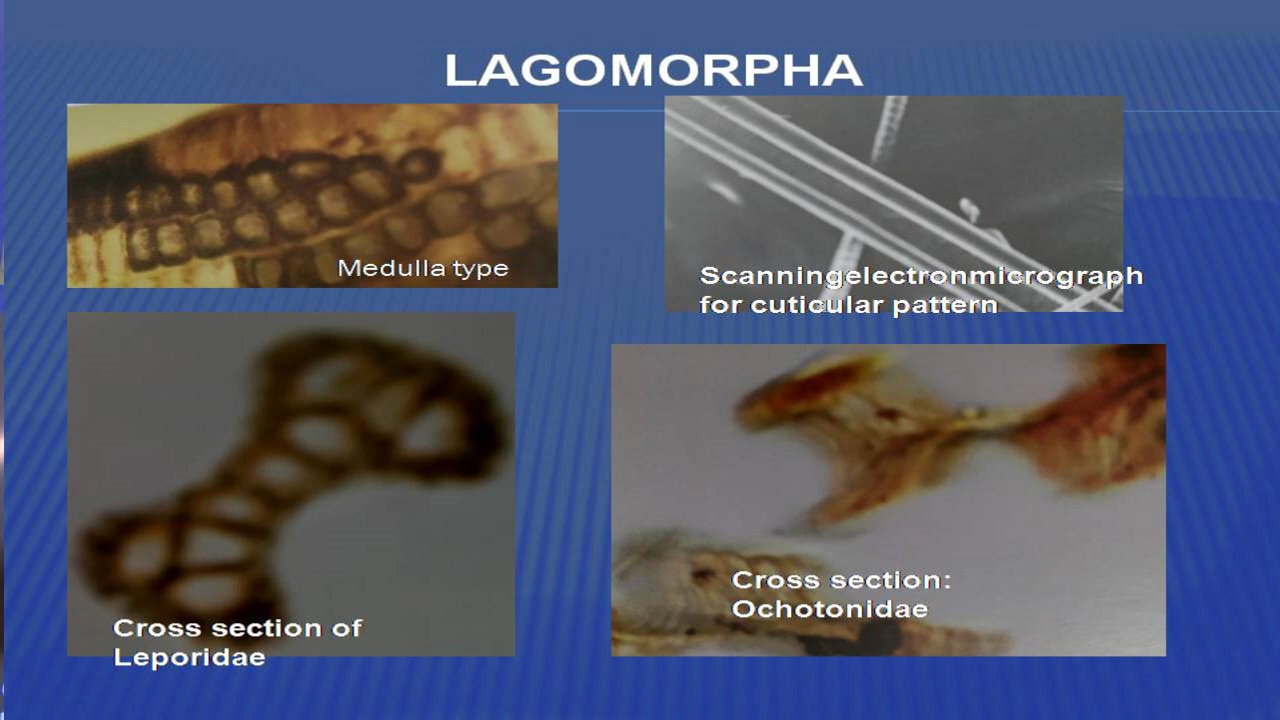 LAGOMORPHA
Medulla type
Scanningelectronmicrograph
for cuticular pattern
Cross section of
Leporidae
Cross section:
Ochotonidae